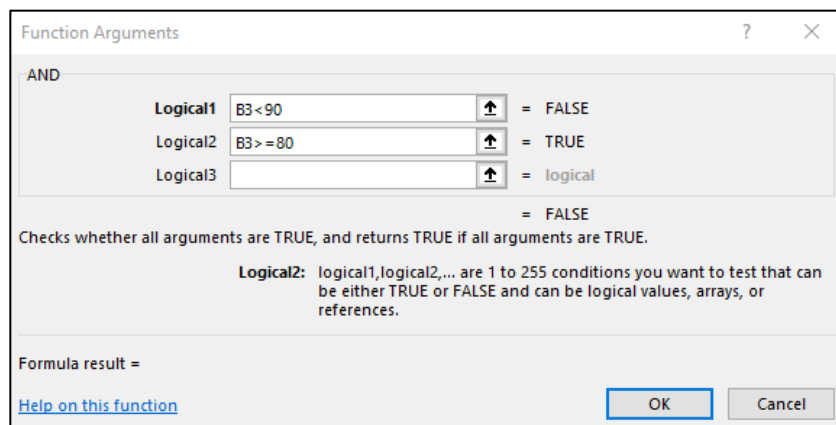 Function Arguments ? ×
AND
Logical1 B3<90 = FALSE
Logical2 B3>=80 = TRUE
Logical3 = logical
= FALSE
Checks whether all arguments are TRUE, and returns TRUE if all arguments are TRUE.
Logical2: logical1,logical2,... are 1 to 255 conditions you want to test that can
be either TRUE or FALSE and can be logical values, arrays, or
references.
Formula result =
Help on this function OK Cancel